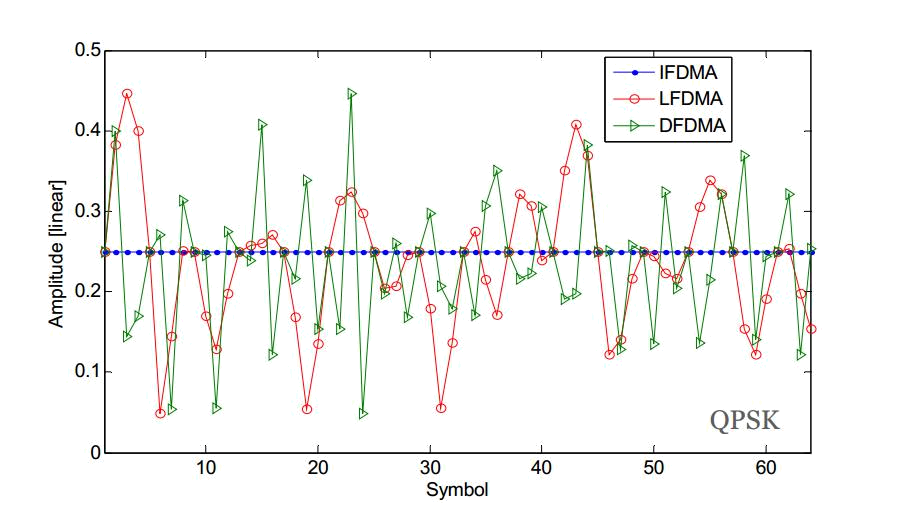 0.5
0.4
0.3
0.2
0.1
0
Amplitude [linear]
IFDMA
LFDMA
DFDMA
QPSK
10 20 30 40 50 60
Symbol